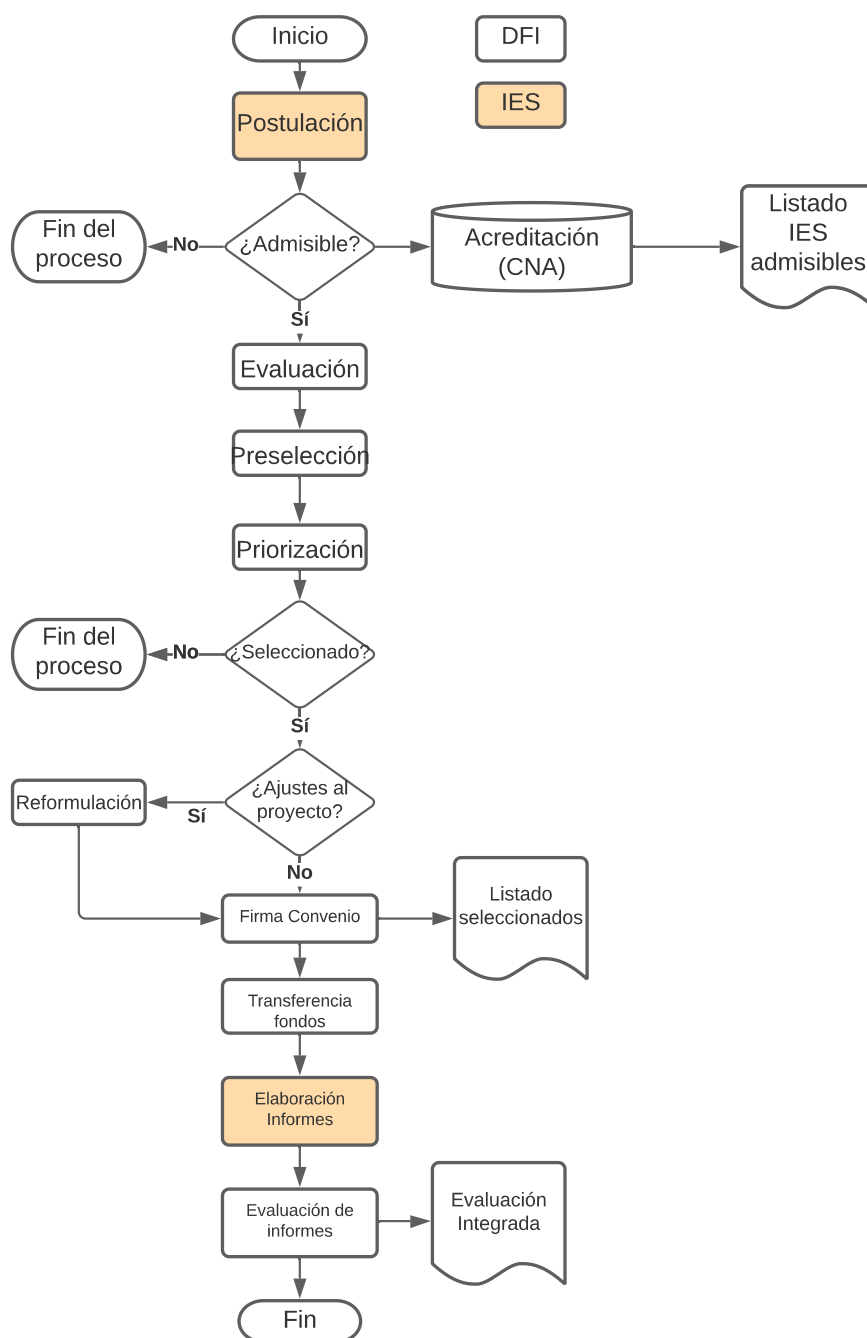 Inicio
DFI
IES
Postulación
Fin del
proceso
No
¿Admisible?
Acreditación
(CNA)
Listado
IES
admisibles
Sí
Evaluación
Preselección
Priorización
Fin del
proceso
No
¿Seleccionado?
Sí
Reformulación
Sí
¿Ajustes al
proyecto?
No
Firma Convenio
Listado
seleccionados
Transferencia
fondos
Elaboración
Informes
Evaluación de
informes
Evaluación
Integrada
Fin